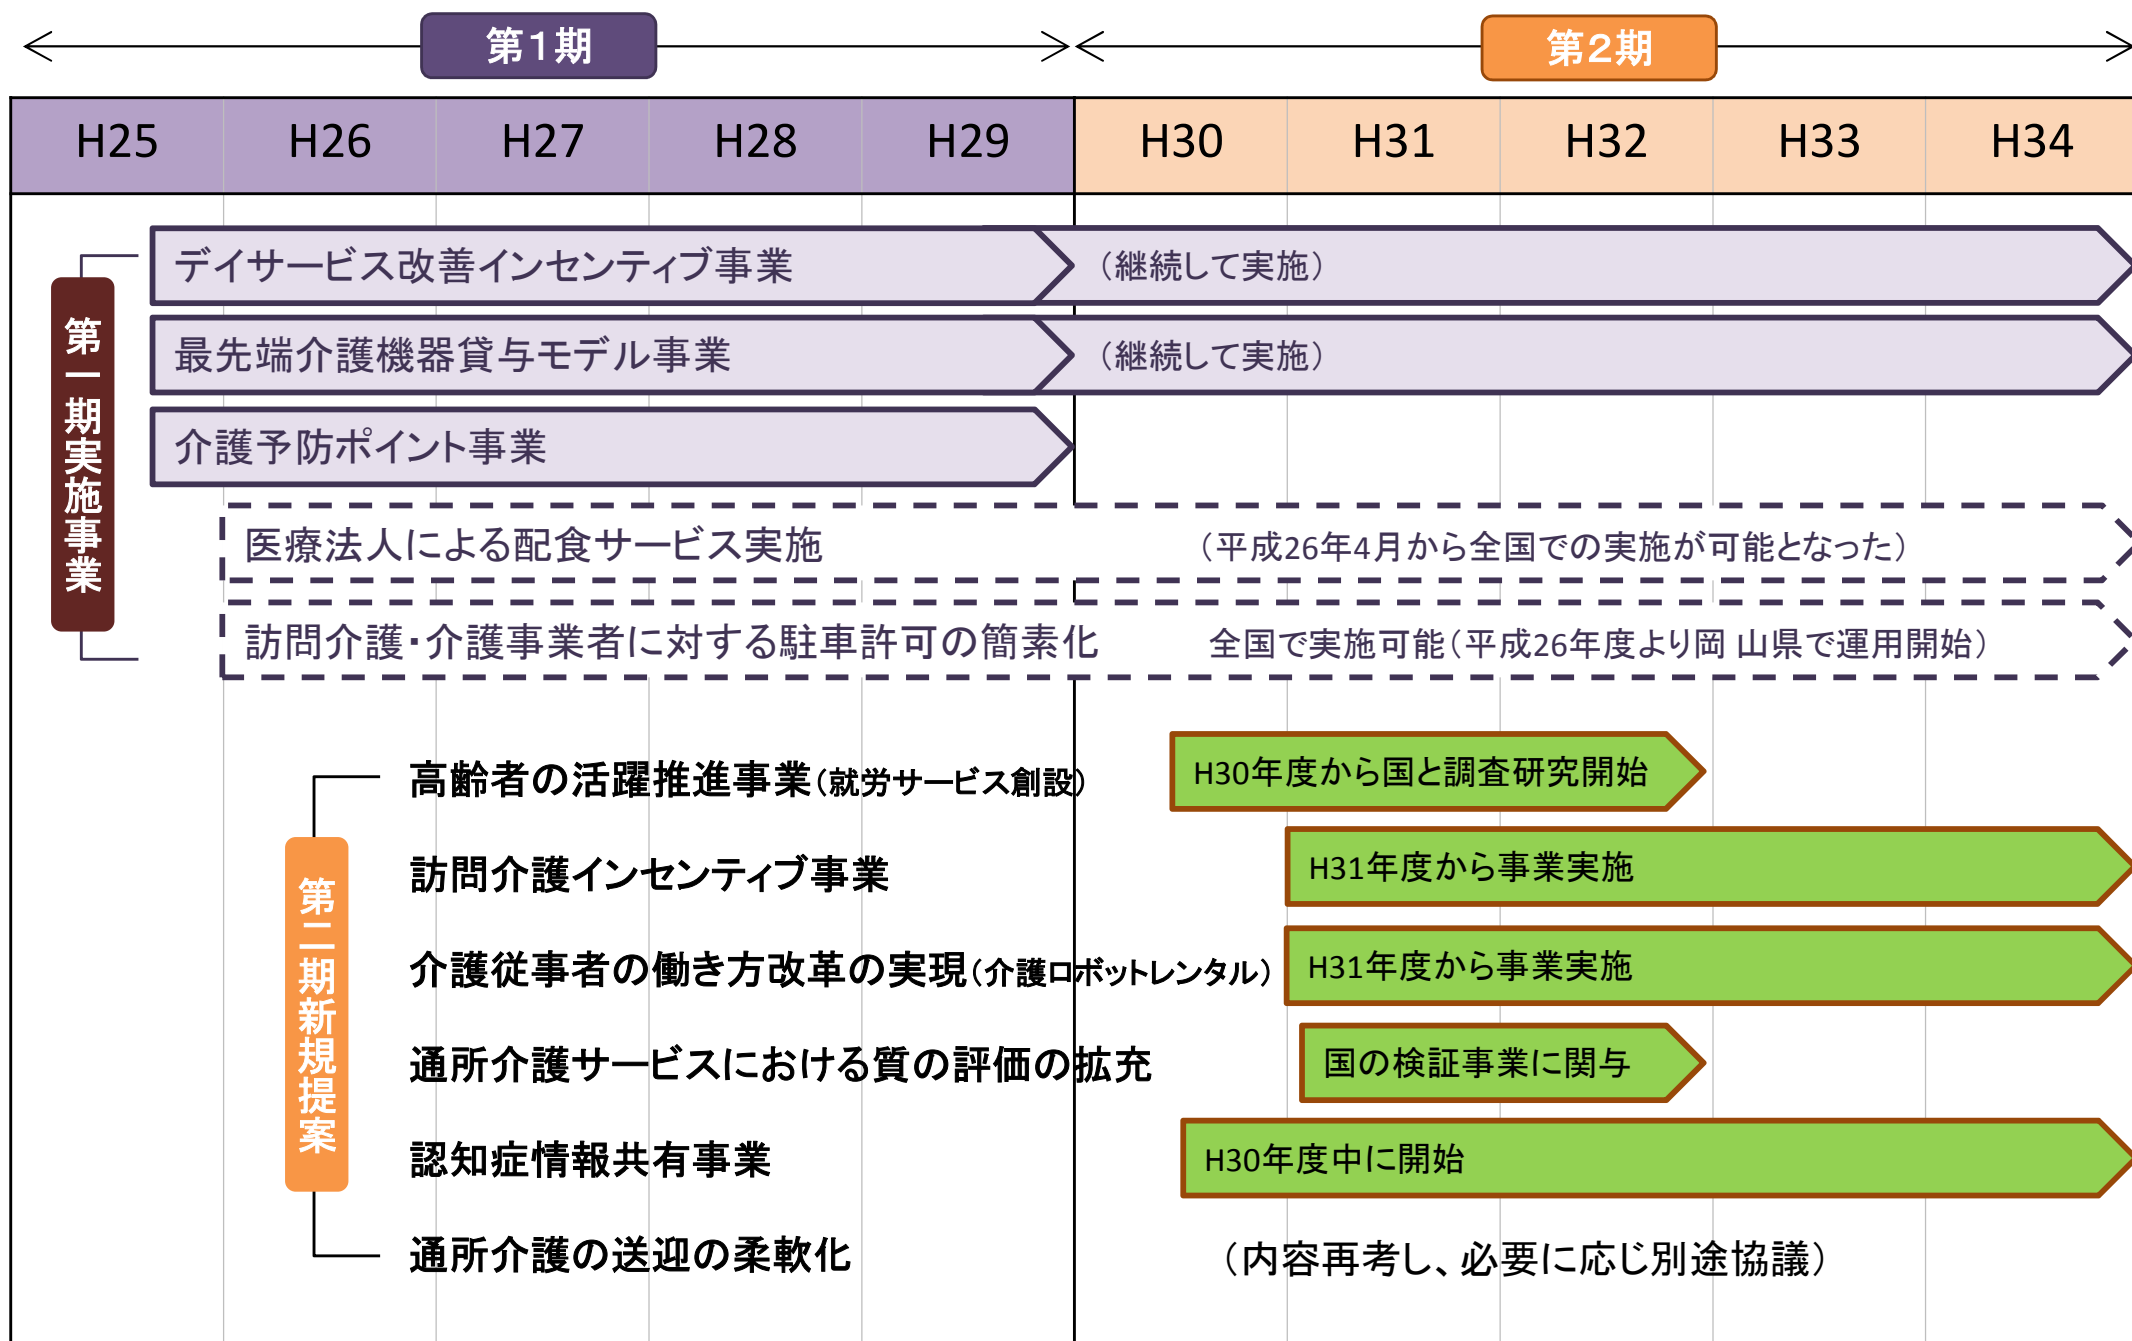 第1期
第2期
H25 H26 H27 H28 H29 H30 H31 H32 H33 H34
第一期実施事業
デイサービス改善インセンティブ事業 （継続して実施）
最先端介護機器貸与モデル事業 （継続して実施）
介護予防ポイント事業
医療法人による配食サービス実施 （平成26年4月から全国での実施が可能となった）
訪問介護・介護事業者に対する駐車許可の簡素化 全国で実施可能（平成26年度より岡 山県で運用開始）
第二期新規提案
高齢者の活躍推進事業（就労サービス創設） H30年度から国と調査研究開始
訪問介護インセンティブ事業 H31年度から事業実施
介護従事者の働き方改革の実現（介護ロボットレンタル） H31年度から事業実施
通所介護サービスにおける質の評価の拡充 国の検証事業に関与
認知症情報共有事業 H30年度中に開始
通所介護の送迎の柔軟化 （内容再考し、必要に応じ別途協議）